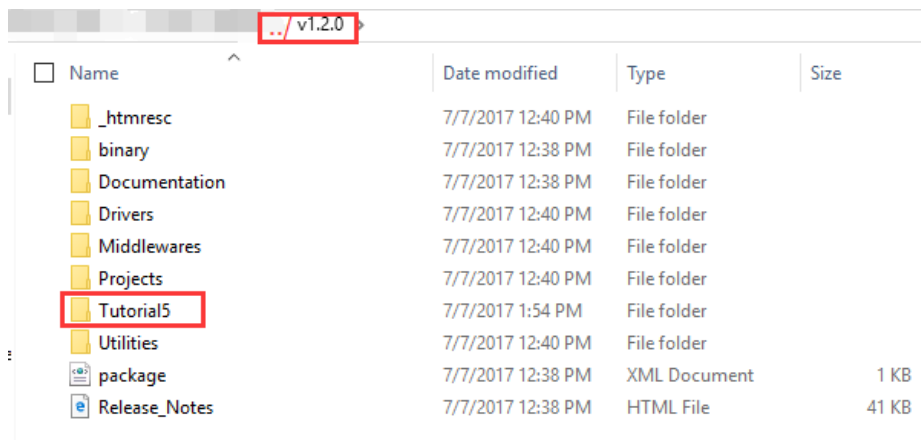 ../ v1.2.0 >
Name Date modified Type Size
_htmresc 7/7/2017 12:40 PM File folder
binary 7/7/2017 12:38 PM File folder
Documentation 7/7/2017 12:38 PM File folder
Drivers 7/7/2017 12:40 PM File folder
Middlewares 7/7/2017 12:40 PM File folder
Projects 7/7/2017 12:40 PM File folder
Tutorial5 7/7/2017 1:54 PM File folder
Utilities 7/7/2017 12:40 PM File folder
package 7/7/2017 12:38 PM XML Document 1 KB
Release_Notes 7/7/2017 12:38 PM HTML File 41 KB